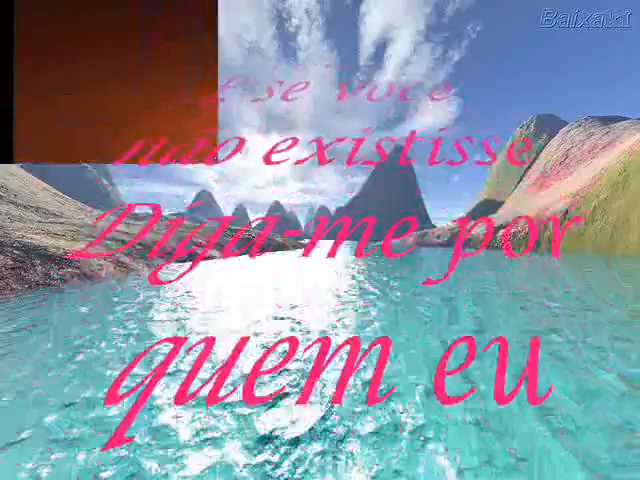 Baixaki
E se você
não existisse
Diga-me por
quem eu